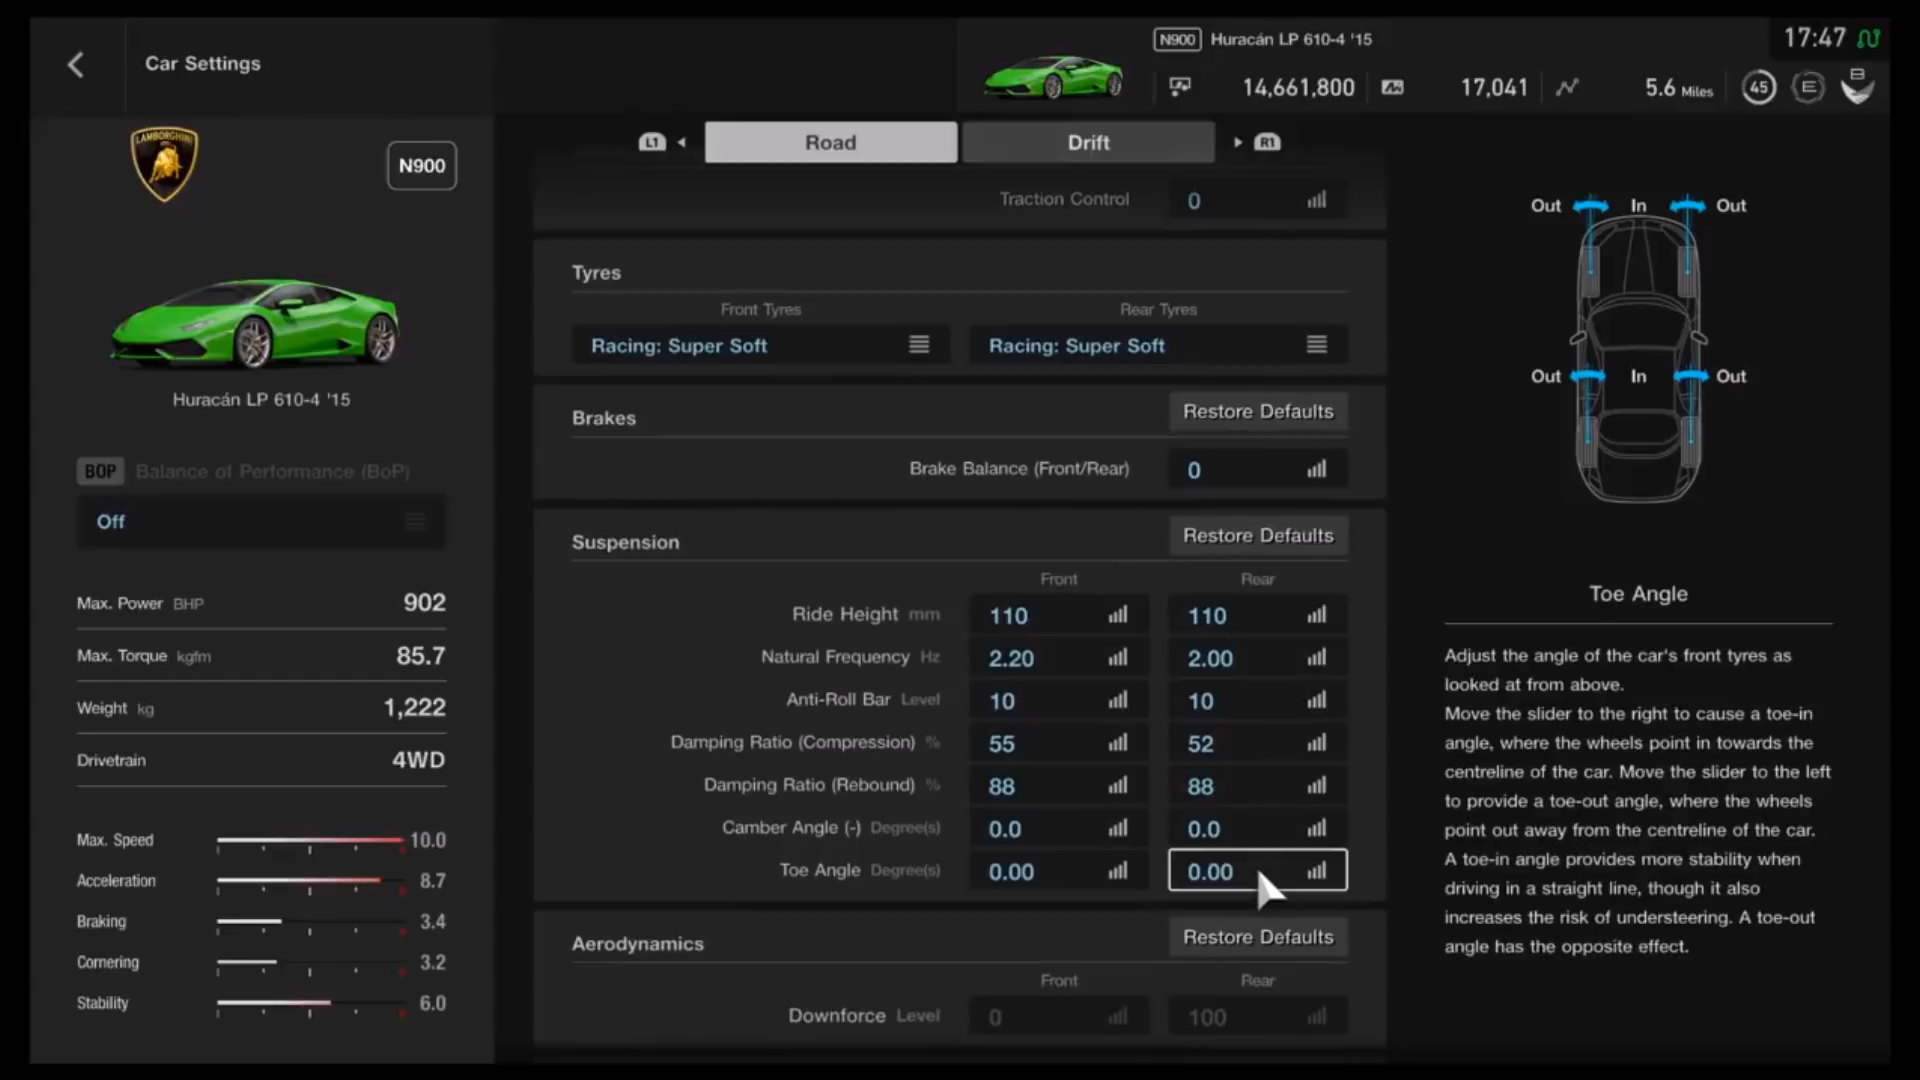 Car Settings
N900 Huracán LP 610-4 '15
17:47
14,661,800
17,041
5.6 Miles
45
E
B
LAMBORGHINI
N900
Huracán LP 610-4 '15
BOP Balance of Performance (BoP)
Off
Max. Power BHP 902
Max. Torque kgfm 85.7
Weight kg 1,222
Drivetrain 4WD
Max. Speed 10.0
Acceleration 8.7
Braking 3.4
Cornering 3.2
Stability 6.0
L1 Road Drift R1
Traction Control 0
Tyres
Front Tyres Rear Tyres
Racing: Super Soft Racing: Super Soft
Brakes Restore Defaults
Brake Balance (Front/Rear) 0
Suspension Restore Defaults
Front Rear
Ride Height mm 110 110
Natural Frequency Hz 2.20 2.00
Anti-Roll Bar Level 10 10
Damping Ratio (Compression) % 55 52
Damping Ratio (Rebound) % 88 88
Camber Angle (-) Degree(s) 0.0 0.0
Toe Angle Degree(s) 0.00 0.00
Aerodynamics Restore Defaults
Front Rear
Downforce Level 0 100
Out In Out
Out In Out
Toe Angle
Adjust the angle of the car's front tyres as
looked at from above.
Move the slider to the right to cause a toe-in
angle, where the wheels point in towards the
centreline of the car. Move the slider to the left
to provide a toe-out angle, where the wheels
point out away from the centreline of the car.
A toe-in angle provides more stability when
driving in a straight line, though it also
increases the risk of understeering. A toe-out
angle has the opposite effect.